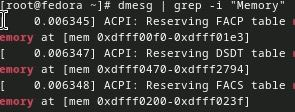 [root@fedora ~]# dmesg | grep -i "Memory"
[    0.006345] ACPI: Reserving FACP table
emory at [mem 0xdfff00f0-0xdfff01e3]
[    0.006347] ACPI: Reserving DSDT table
emory at [mem 0xdfff0470-0xdfff2794]
[    0.006348] ACPI: Reserving FACS table
emory at [mem 0xdfff0200-0xdfff023f]